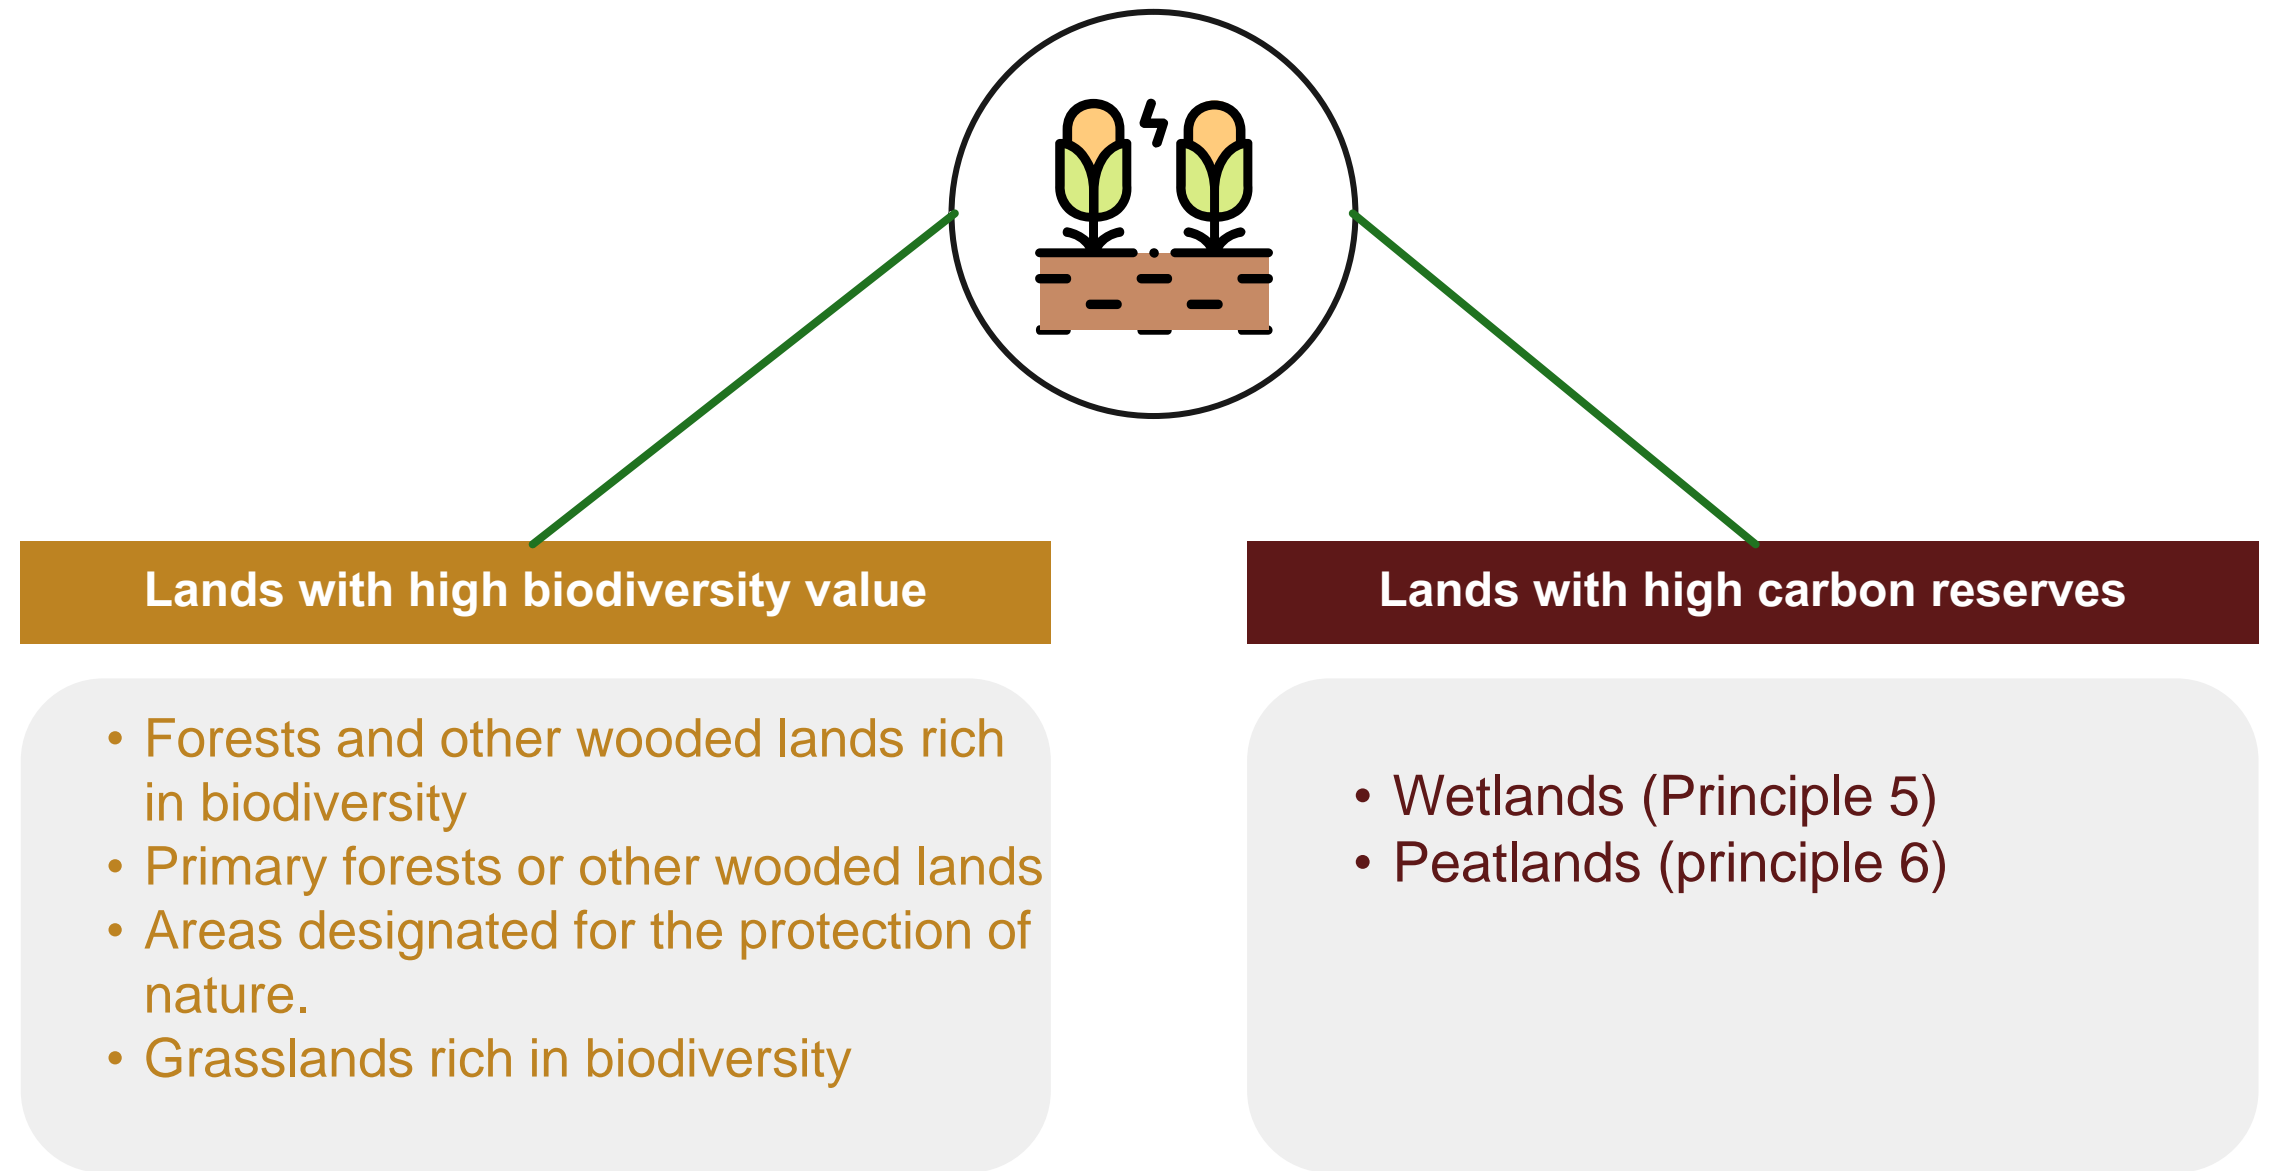 Lands with high biodiversity value
• Forests and other wooded lands rich
in biodiversity
• Primary forests or other wooded lands
• Areas designated for the protection of
nature.
• Grasslands rich in biodiversity
Lands with high carbon reserves
• Wetlands (Principle 5)
• Peatlands (principle 6)